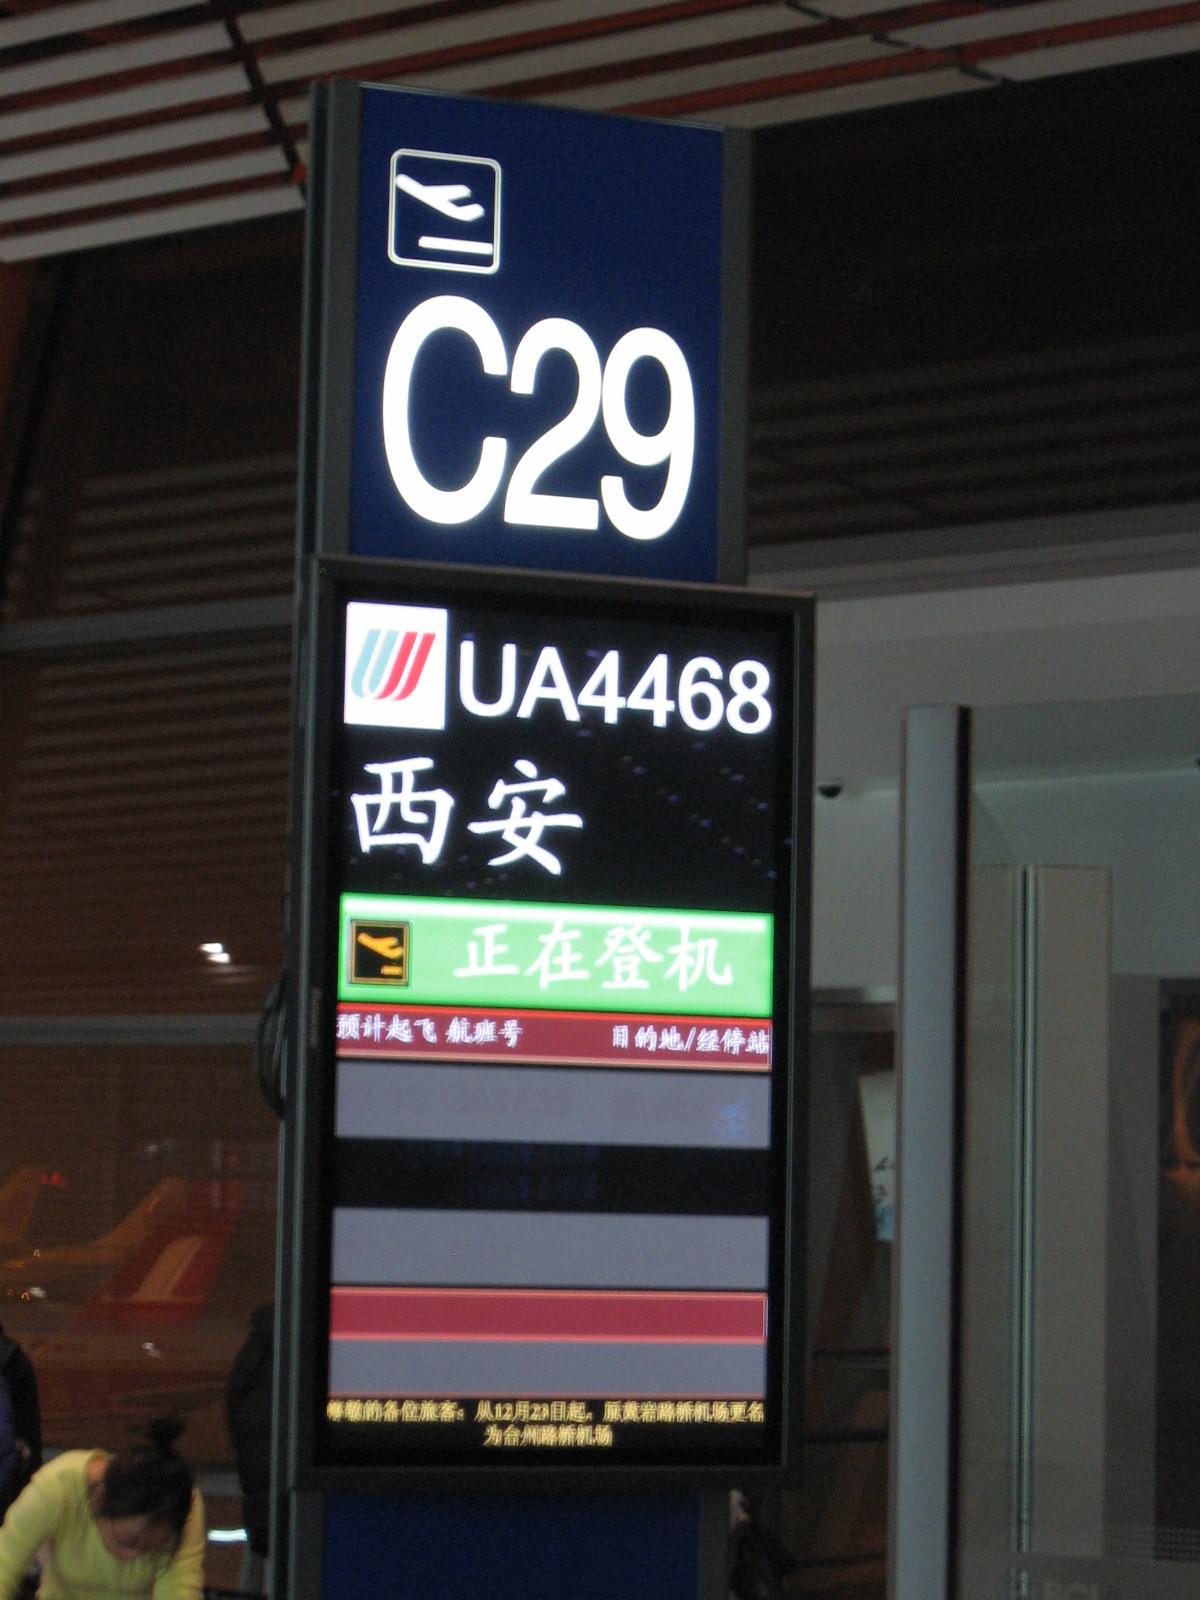 C29
UA4468
西安
正在登机
预计起飞 航班号 目的地/经停站
尊敬的各位旅客：从12月23日起，原黄岩路桥机场更名
为台州路桥机场